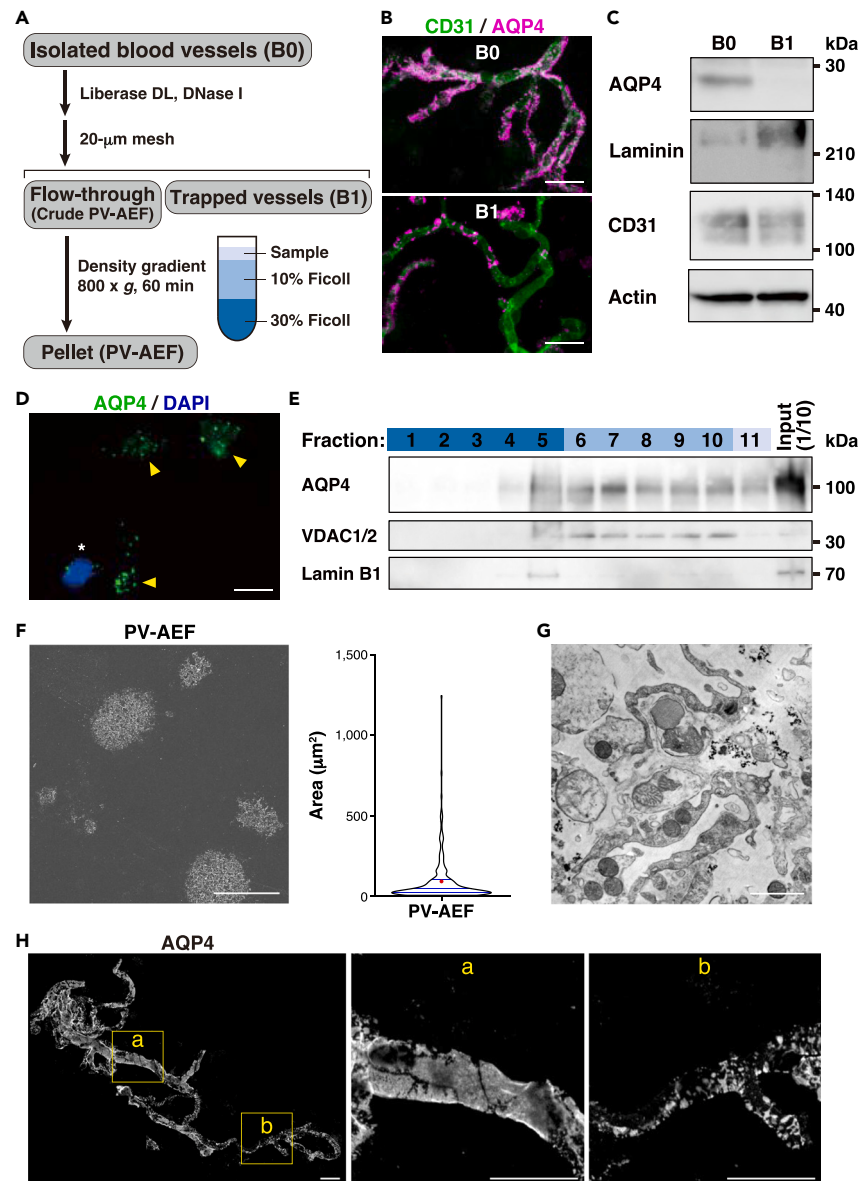 A
Isolated blood vessels (B0)
Liberase DL, DNase I
20-μm mesh
Flow-through
(Crude PV-AEF)
Trapped vessels (B1)
Density gradient
800 x g, 60 min
Sample
10% Ficoll
30% Ficoll
Pellet (PV-AEF)
B
CD31 / AQP4
B0
B1
C
B0 B1 kDa
AQP4
30
Laminin
210
CD31
140
100
Actin
40
D
AQP4 / DAPI
*
E
Fraction: 1 2 3 4 5 6 7 8 9 10 11 Input (1/10) kDa
AQP4
100
VDAC1/2
30
Lamin B1
70
F
PV-AEF
Area (μm²)
1,500
1,000
500
0
PV-AEF
G
H
AQP4
a
b
a
b